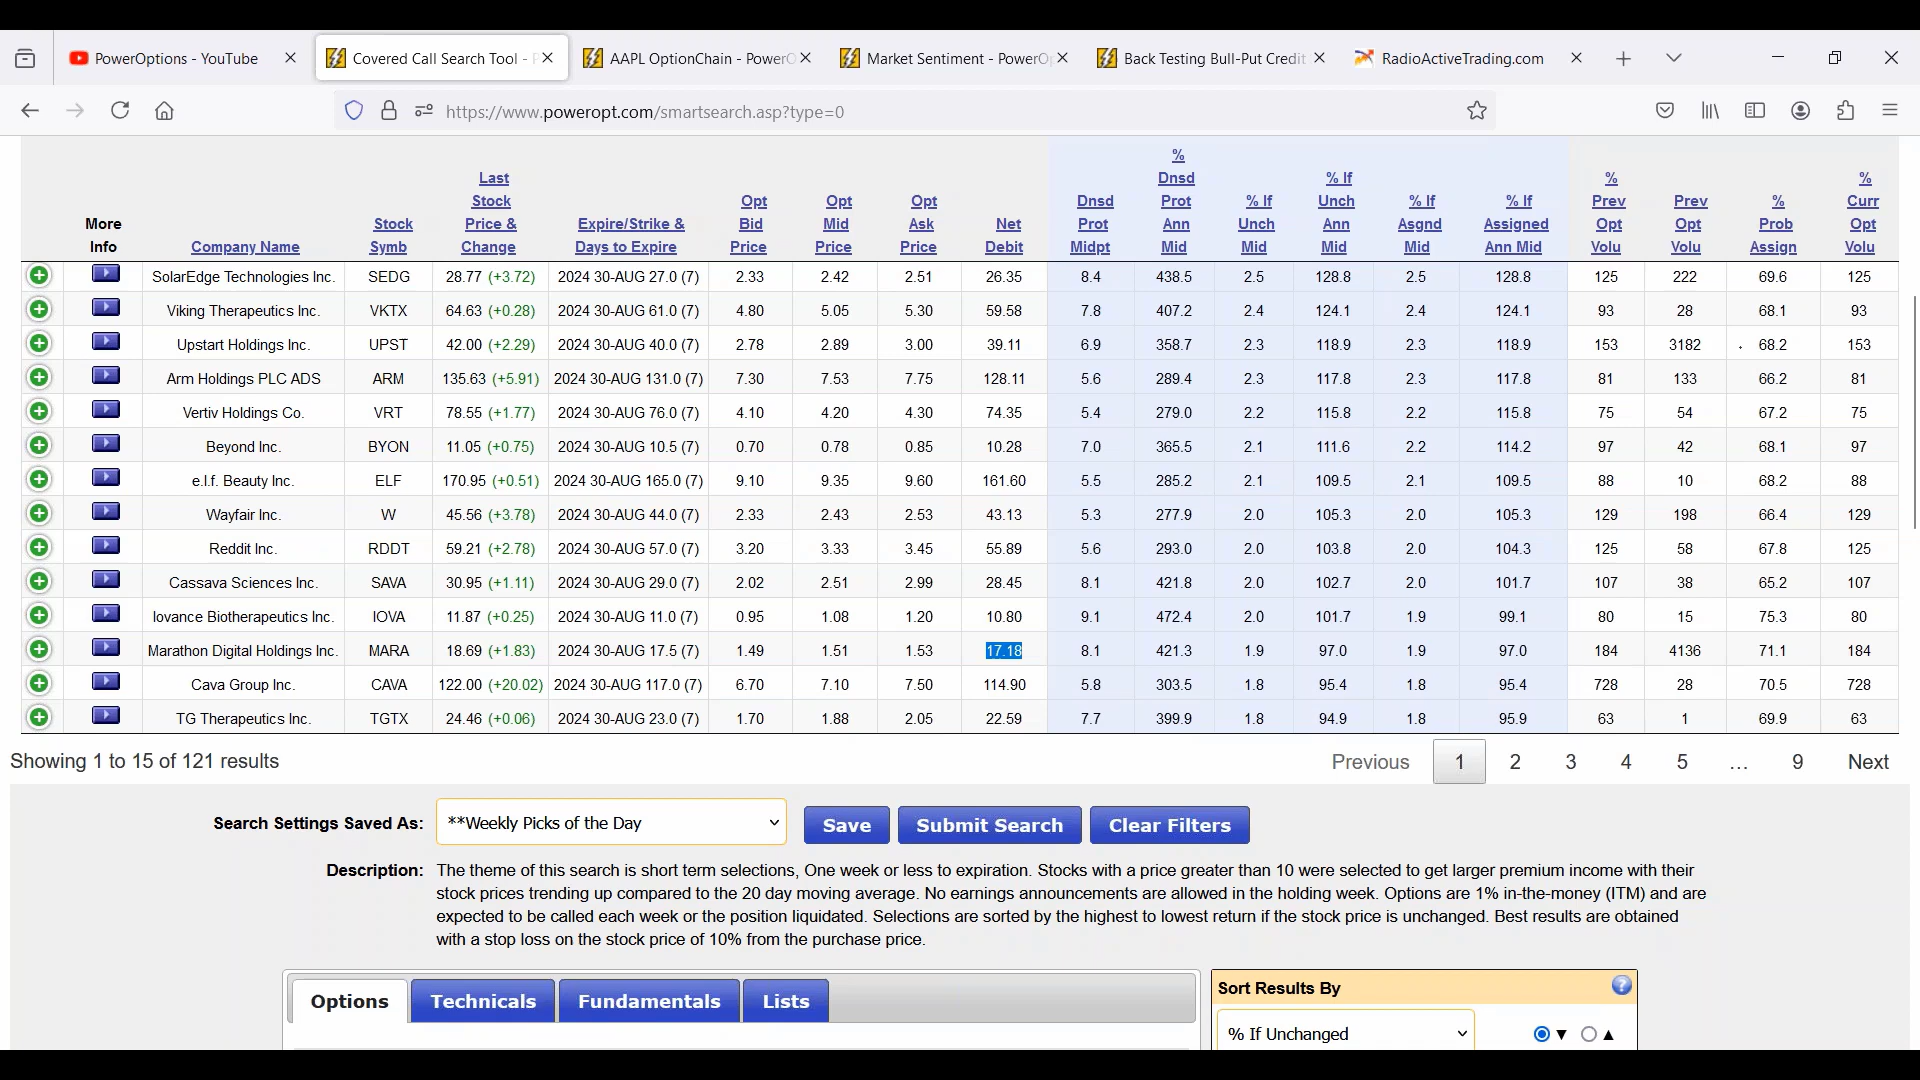 PowerOptions - YouTube
Covered Call Search Tool - P
AAPL OptionChain - PowerO
Market Sentiment - PowerO
Back Testing Bull-Put Credit
RadioActiveTrading.com
https://www.poweropt.com/smartsearch.asp?type=0
More Info Company Name Stock Symb Last Stock Price & Change Expire/Strike & Days to Expire Opt Bid Price Opt Mid Price Opt Ask Price Net Debit Dnsd Prot Midpt % Dnsd Prot Ann Mid % If Unch Mid % If Unch Ann Mid % If Asgnd Mid % If Assigned Ann Mid % Prev Opt Volu Prev Opt Volu % Prob Assign % Curr Opt Volu
SolarEdge Technologies Inc. SEDG 28.77 (+3.72) 2024 30-AUG 27.0 (7) 2.33 2.42 2.51 26.35 8.4 438.5 2.5 128.8 2.5 128.8 125 222 69.6 125
Viking Therapeutics Inc. VKTX 64.63 (+0.28) 2024 30-AUG 61.0 (7) 4.80 5.05 5.30 59.58 7.8 407.2 2.4 124.1 2.4 124.1 93 28 68.1 93
Upstart Holdings Inc. UPST 42.00 (+2.29) 2024 30-AUG 40.0 (7) 2.78 2.89 3.00 39.11 6.9 358.7 2.3 118.9 2.3 118.9 153 3182 68.2 153
Arm Holdings PLC ADS ARM 135.63 (+5.91) 2024 30-AUG 131.0 (7) 7.30 7.53 7.75 128.11 5.6 289.4 2.3 117.8 2.3 117.8 81 133 66.2 81
Vertiv Holdings Co. VRT 78.55 (+1.77) 2024 30-AUG 76.0 (7) 4.10 4.20 4.30 74.35 5.4 279.0 2.2 115.8 2.2 115.8 75 54 67.2 75
Beyond Inc. BYON 11.05 (+0.75) 2024 30-AUG 10.5 (7) 0.70 0.78 0.85 10.28 7.0 365.5 2.1 111.6 2.2 114.2 97 42 68.1 97
e.l.f. Beauty Inc. ELF 170.95 (+0.51) 2024 30-AUG 165.0 (7) 9.10 9.35 9.60 161.60 5.5 285.2 2.1 109.5 2.1 109.5 88 10 68.2 88
Wayfair Inc. W 45.56 (+3.78) 2024 30-AUG 44.0 (7) 2.33 2.43 2.53 43.13 5.3 277.9 2.0 105.3 2.0 105.3 129 198 66.4 129
Reddit Inc. RDDT 59.21 (+2.78) 2024 30-AUG 57.0 (7) 3.20 3.33 3.45 55.89 5.6 293.0 2.0 103.8 2.0 104.3 125 58 67.8 125
Cassava Sciences Inc. SAVA 30.95 (+1.11) 2024 30-AUG 29.0 (7) 2.02 2.51 2.99 28.45 8.1 421.8 2.0 102.7 2.0 101.7 107 38 65.2 107
Iovance Biotherapeutics Inc. IOVA 11.87 (+0.25) 2024 30-AUG 11.0 (7) 0.95 1.08 1.20 10.80 9.1 472.4 2.0 101.7 1.9 99.1 80 15 75.3 80
Marathon Digital Holdings Inc. MARA 18.69 (+1.83) 2024 30-AUG 17.5 (7) 1.49 1.51 1.53 17.18 8.1 421.3 1.9 97.0 1.9 97.0 184 4136 71.1 184
Cava Group Inc. CAVA 122.00 (+20.02) 2024 30-AUG 117.0 (7) 6.70 7.10 7.50 114.90 5.8 303.5 1.8 95.4 1.8 95.4 728 28 70.5 728
TG Therapeutics Inc. TGTX 24.46 (+0.06) 2024 30-AUG 23.0 (7) 1.70 1.88 2.05 22.59 7.7 399.9 1.8 94.9 1.8 95.9 63 1 69.9 63
Showing 1 to 15 of 121 results Previous 1 2 3 4 5 ... 9 Next
Search Settings Saved As: **Weekly Picks of the Day Save Submit Search Clear Filters
Description: The theme of this search is short term selections, One week or less to expiration. Stocks with a price greater than 10 were selected to get larger premium income with their
stock prices trending up compared to the 20 day moving average. No earnings announcements are allowed in the holding week. Options are 1% in-the-money (ITM) and are
expected to be called each week or the position liquidated. Selections are sorted by the highest to lowest return if the stock price is unchanged. Best results are obtained
with a stop loss on the stock price of 10% from the purchase price.
Options Technicals Fundamentals Lists
Sort Results By ?
% If Unchanged ▼ ▲